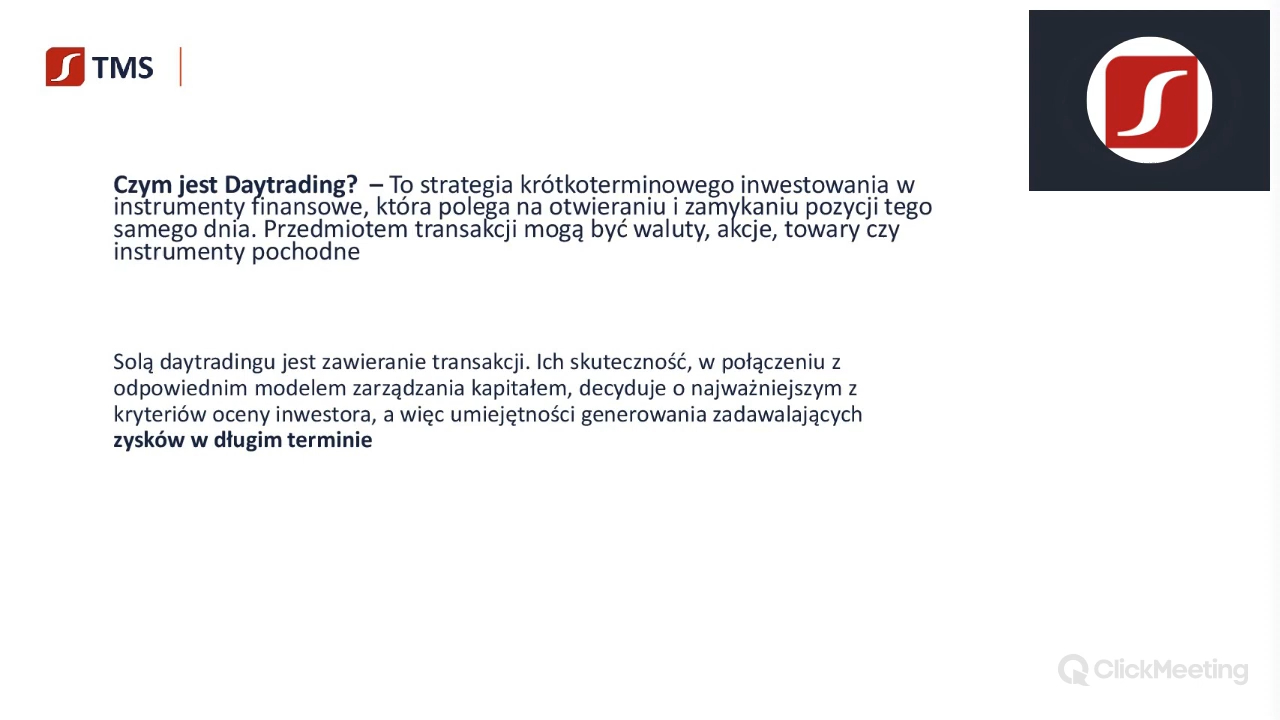 TMS
Czym jest Daytrading? – To strategia krótkoterminowego inwestowania w
instrumenty finansowe, która polega na otwieraniu i zamykaniu pozycji tego
samego dnia. Przedmiotem transakcji mogą być waluty, akcje, towary czy
instrumenty pochodne
Solą daytradingu jest zawieranie transakcji. Ich skuteczność, w połączeniu z
odpowiednim modelem zarządzania kapitałem, decyduje o najważniejszym z
kryteriów oceny inwestora, a więc umiejętności generowania zadawalających
zysków w długim terminie
ClickMeeting